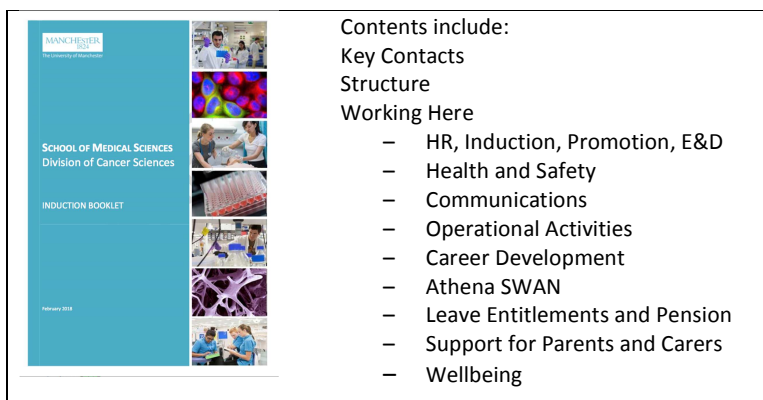 MANCHESTER
1824
The University of Manchester
SCHOOL OF MEDICAL SCIENCES
Division of Cancer Sciences
INDUCTION BOOKLET
February 2018
Contents include:
Key Contacts
Structure
Working Here
– HR, Induction, Promotion, E&D
– Health and Safety
– Communications
– Operational Activities
– Career Development
– Athena SWAN
– Leave Entitlements and Pension
– Support for Parents and Carers
– Wellbeing